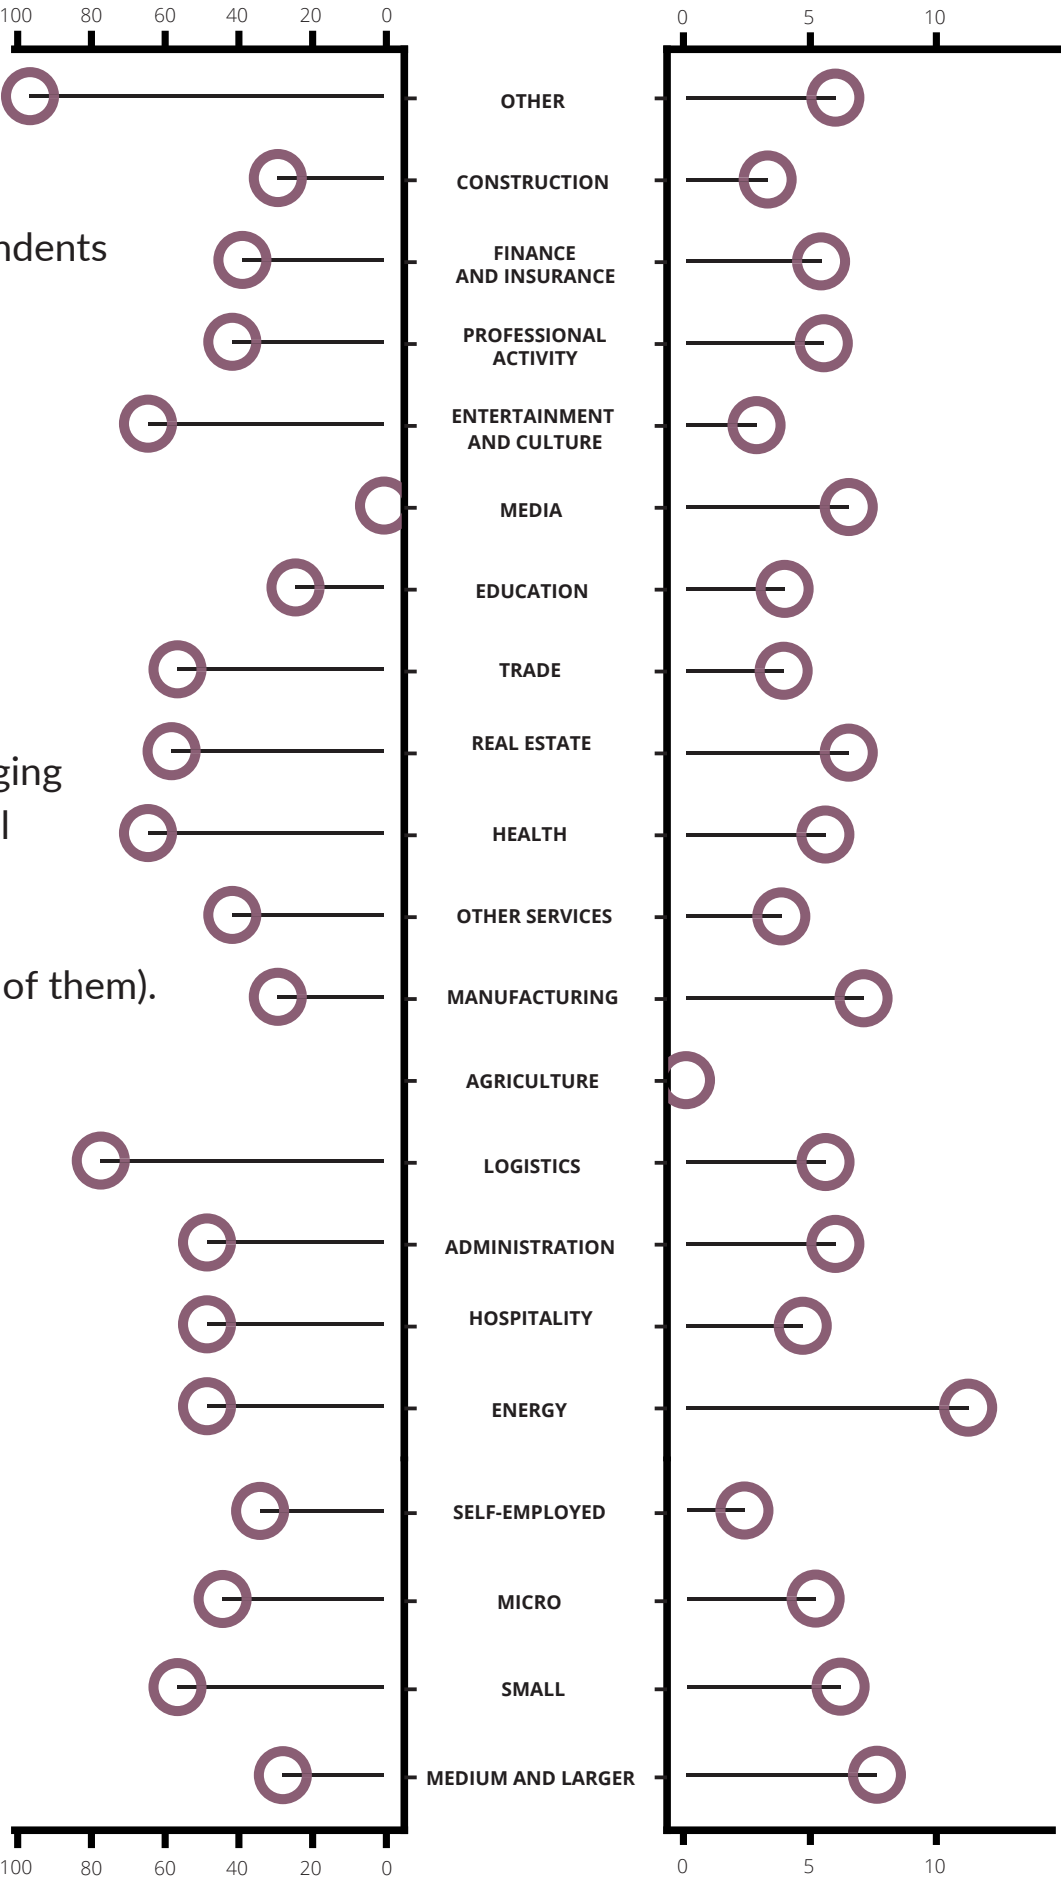 100 80 60 40 20 0
0 5 10
OTHER
CONSTRUCTION
ndents
FINANCE
AND INSURANCE
PROFESSIONAL
ACTIVITY
ENTERTAINMENT
AND CULTURE
MEDIA
EDUCATION
TRADE
REAL ESTATE
ging
l
HEALTH
OTHER SERVICES
of them).
MANUFACTURING
AGRICULTURE
LOGISTICS
ADMINISTRATION
HOSPITALITY
ENERGY
SELF-EMPLOYED
MICRO
SMALL
MEDIUM AND LARGER
100 80 60 40 20 0
0 5 10